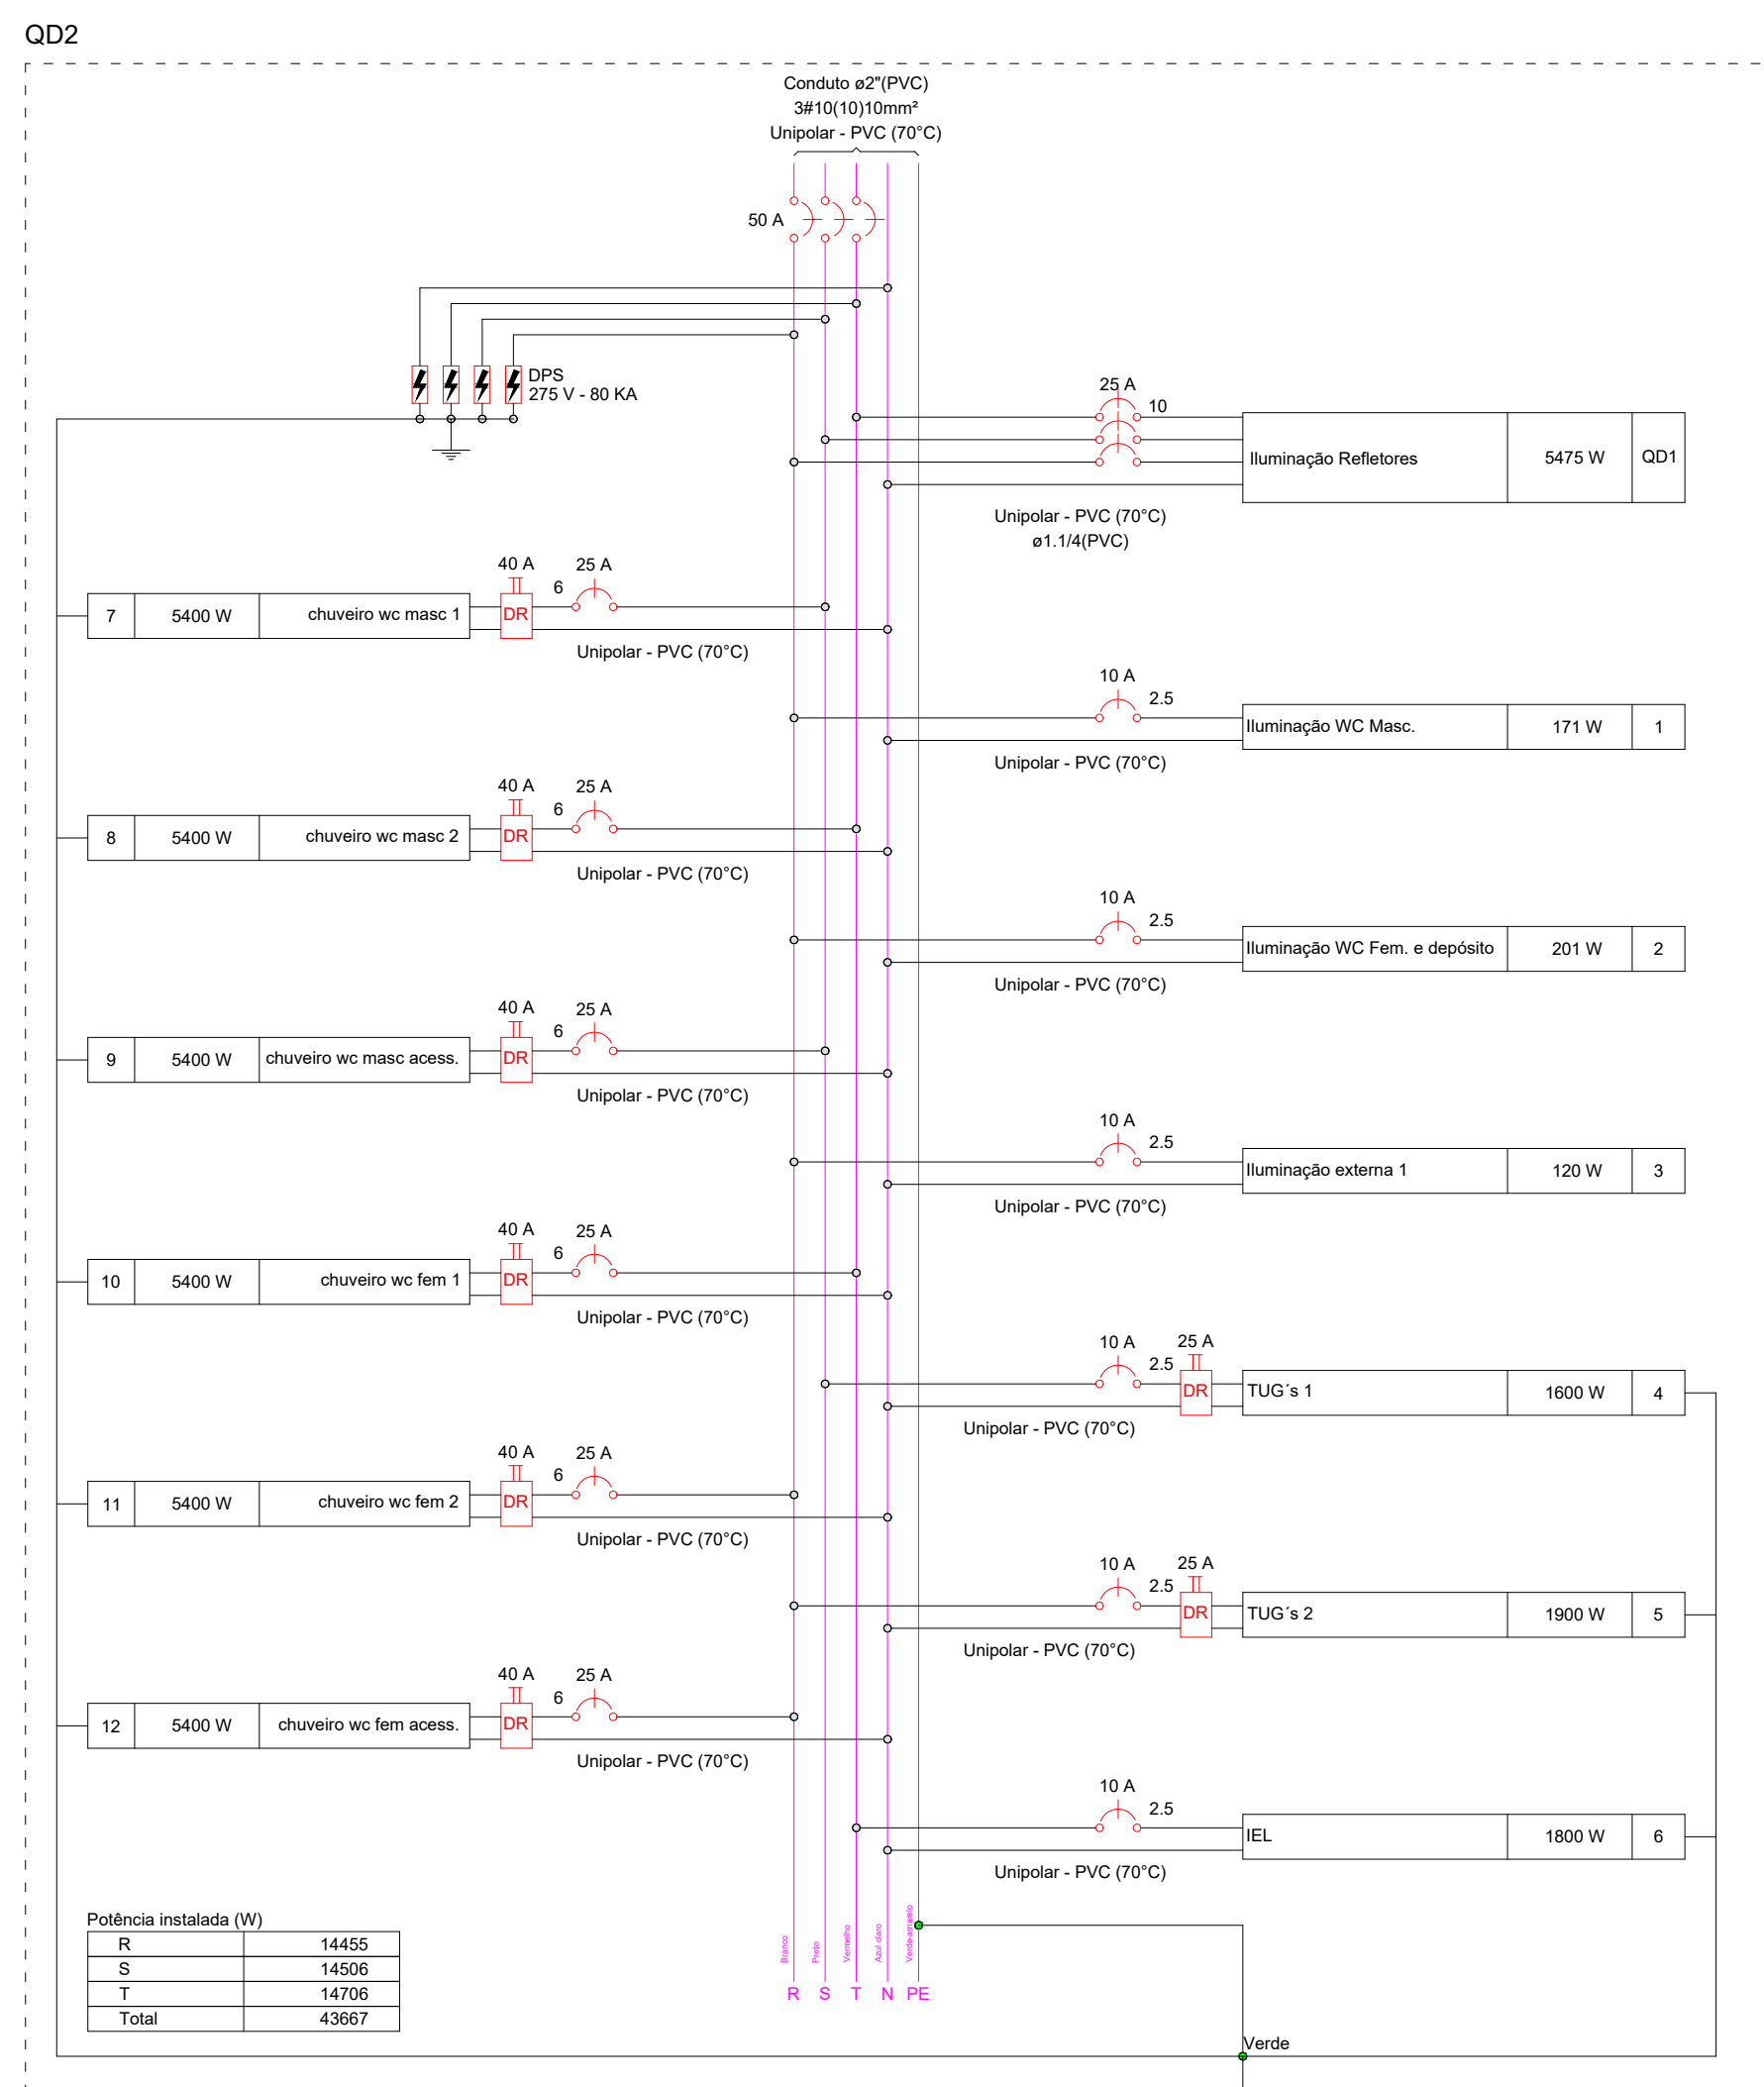 QD2
Conduto ø2"(PVC)
3#10(10)10mm²
Unipolar - PVC (70°C)
50 A
DPS
275 V - 80 KA
25 A
10
Iluminação Refletores 5475 W QD1
Unipolar - PVC (70°C)
ø1.1/4(PVC)
40 A 25 A
6
7 5400 W chuveiro wc masc 1 DR
Unipolar - PVC (70°C)
10 A
2.5
Iluminação WC Masc. 171 W 1
Unipolar - PVC (70°C)
40 A 25 A
6
8 5400 W chuveiro wc masc 2 DR
Unipolar - PVC (70°C)
10 A
2.5
Iluminação WC Fem. e depósito 201 W 2
Unipolar - PVC (70°C)
40 A 25 A
6
9 5400 W chuveiro wc masc acess. DR
Unipolar - PVC (70°C)
10 A
2.5
Iluminação externa 1 120 W 3
Unipolar - PVC (70°C)
40 A 25 A
6
10 5400 W chuveiro wc fem 1 DR
Unipolar - PVC (70°C)
10 A 25 A
2.5
DR TUG´s 1 1600 W 4
Unipolar - PVC (70°C)
40 A 25 A
6
11 5400 W chuveiro wc fem 2 DR
Unipolar - PVC (70°C)
10 A 25 A
2.5
DR TUG´s 2 1900 W 5
Unipolar - PVC (70°C)
40 A 25 A
6
12 5400 W chuveiro wc fem acess. DR
Unipolar - PVC (70°C)
10 A
2.5
IEL 1800 W 6
Unipolar - PVC (70°C)
Potência instalada (W)
R 14455
S 14506
T 14706
Total 43667
Branco
Preto
Vermelho
Azul claro
Verde-amarelo
R S T N PE
Verde